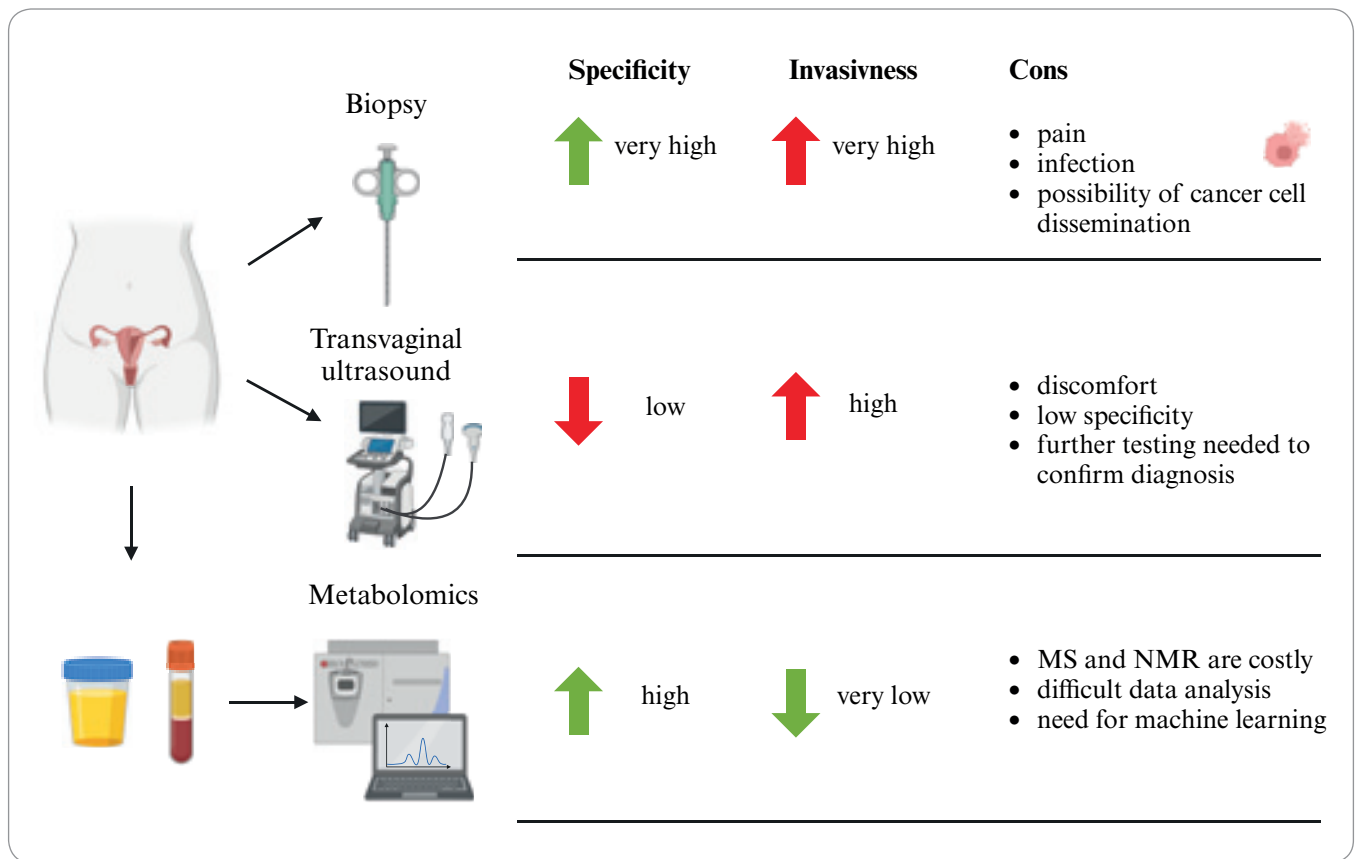 Specificity Invasivness Cons
Biopsy
very high
very high
• pain
• infection
• possibility of cancer cell
dissemination
Transvaginal
ultrasound
low
high
• discomfort
• low specificity
• further testing needed to
confirm diagnosis
Metabolomics
high
very low
• MS and NMR are costly
• difficult data analysis
• need for machine learning